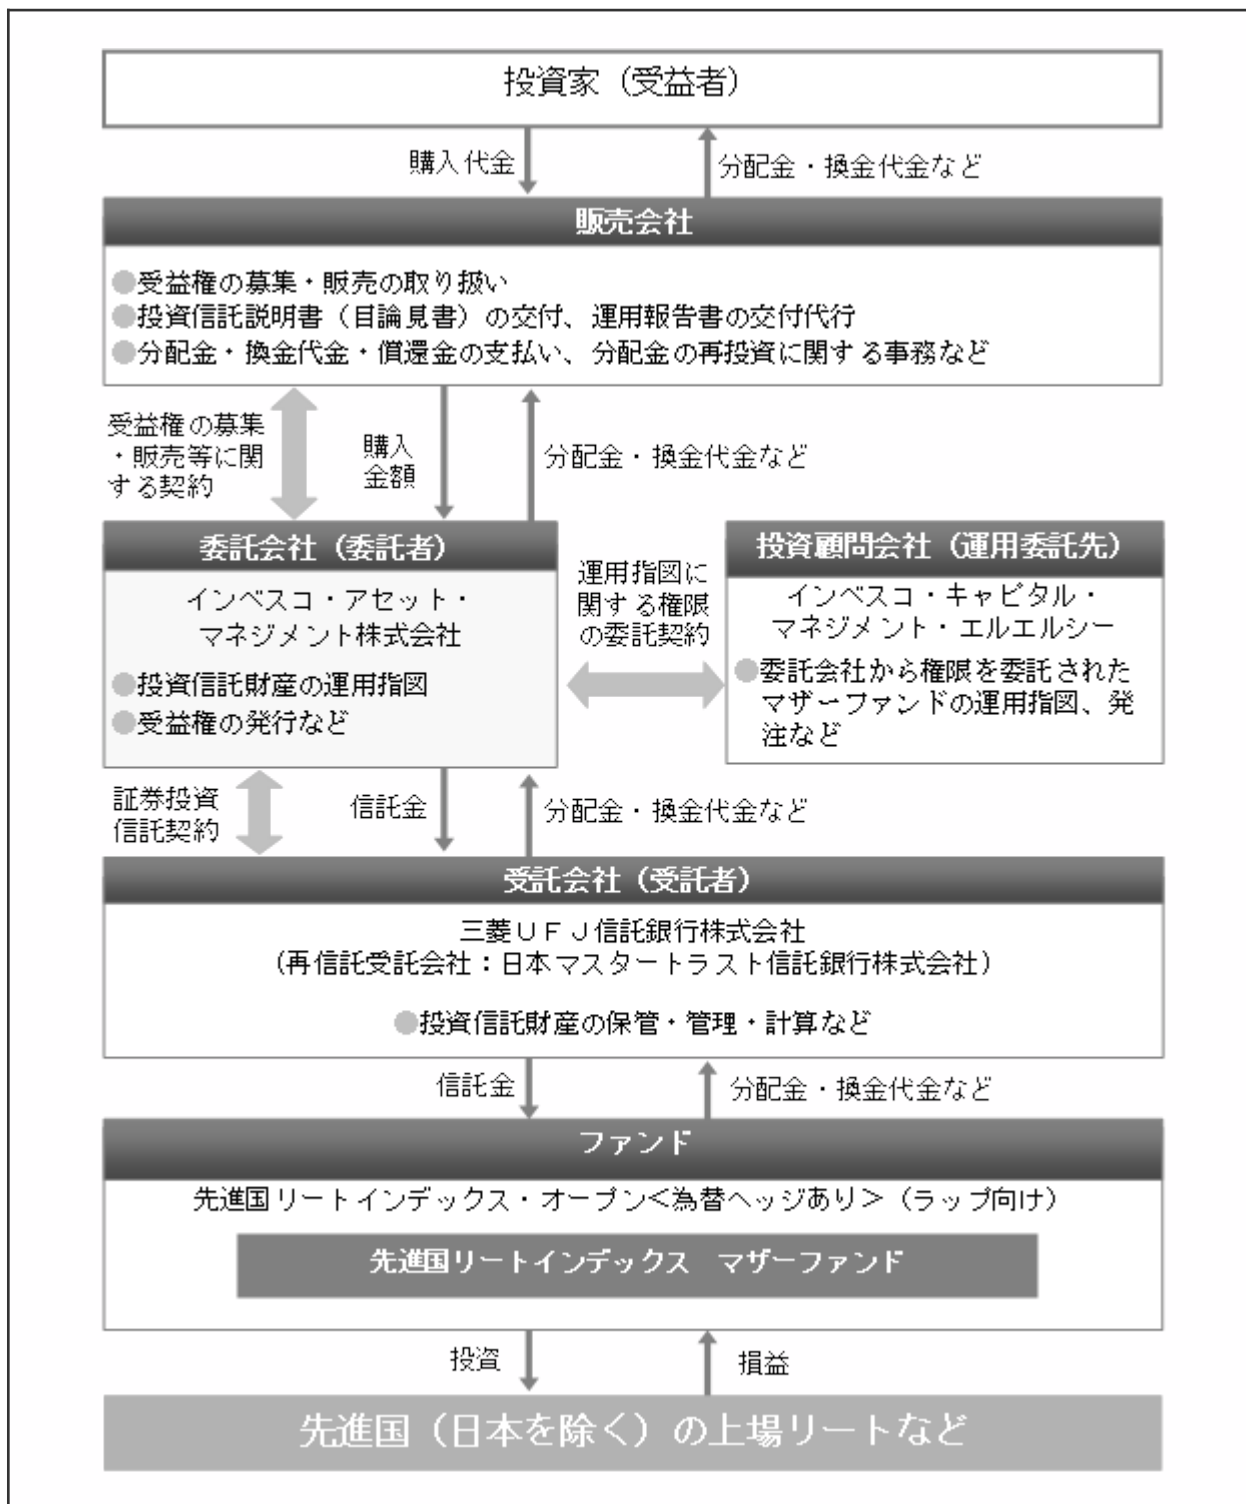 投資家（受益者）
購入代金
分配金・換金代金など
販売会社
●受益権の募集・販売の取り扱い
●投資信託説明書（目論見書）の交付、運用報告書の交付代行
●分配金・換金代金・償還金の支払い、分配金の再投資に関する事務など
受益権の募集
・販売等に関
する契約
購入
金額
分配金・換金代金など
委託会社（委託者）
インベスコ・アセット・
マネジメント株式会社
●投資信託財産の運用指図
●受益権の発行など
運用指図に
関する権限
の委託契約
投資顧問会社（運用委託先）
インベスコ・キャピタル・
マネジメント・エルエルシー
●委託会社から権限を委託された
マザーファンドの運用指図、発
注など
証券投資
信託契約
信託金
分配金・換金代金など
受託会社（受託者）
三菱ＵＦＪ信託銀行株式会社
（再信託受託会社：日本マスタートラスト信託銀行株式会社）
●投資信託財産の保管・管理・計算など
信託金
分配金・換金代金など
ファンド
先進国リートインデックス・オープン＜為替ヘッジあり＞（ラップ向け）
先進国リートインデックス　マザーファンド
投資
損益
先進国（日本を除く）の上場リートなど